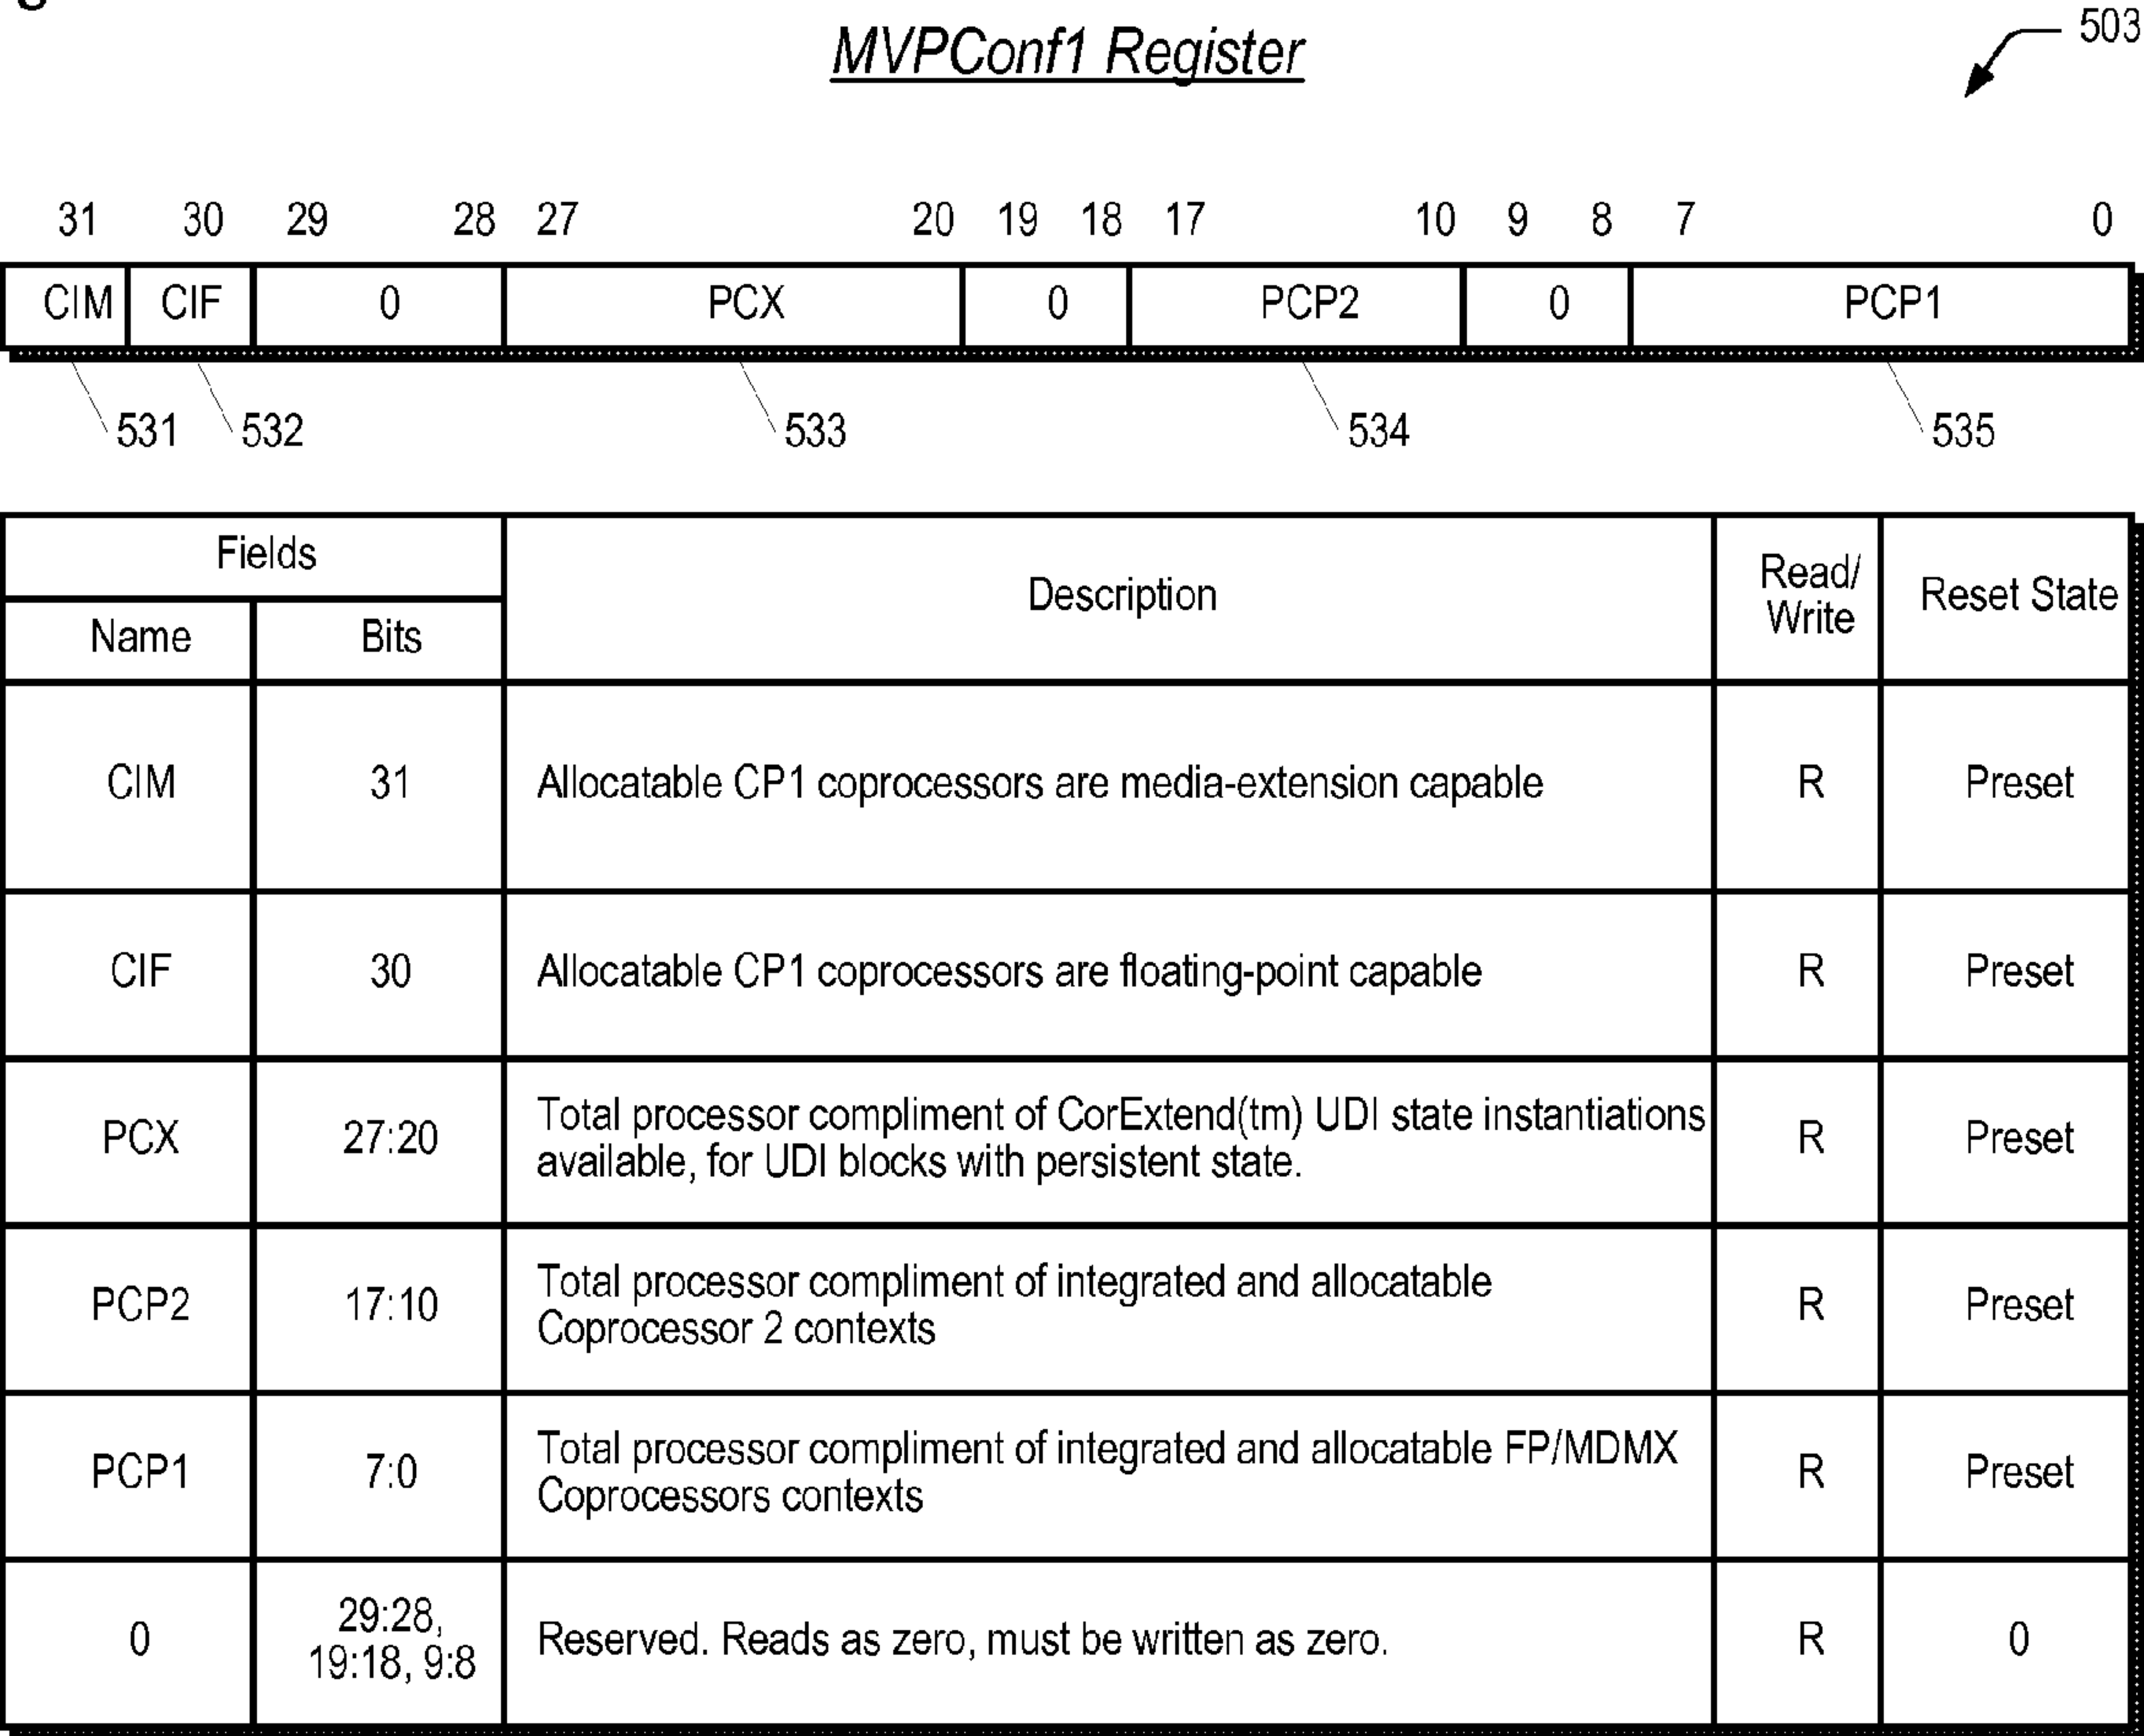 MVPConf1 Register
503
31 30 29 28 27 20 19 18 17 10 9 8 7 0
CIM CIF 0 PCX 0 PCP2 0 PCP1
531 532 533 534 535
Fields
Name Bits
Description
Read/
Write
Reset State
CIM 31 Allocatable CP1 coprocessors are media-extension capable R Preset
CIF 30 Allocatable CP1 coprocessors are floating-point capable R Preset
PCX 27:20 Total processor compliment of CorExtend(tm) UDI state instantiations
available, for UDI blocks with persistent state. R Preset
PCP2 17:10 Total processor compliment of integrated and allocatable
Coprocessor 2 contexts R Preset
PCP1 7:0 Total processor compliment of integrated and allocatable FP/MDMX
Coprocessors contexts R Preset
0 29:28,
19:18, 9:8 Reserved. Reads as zero, must be written as zero. R 0